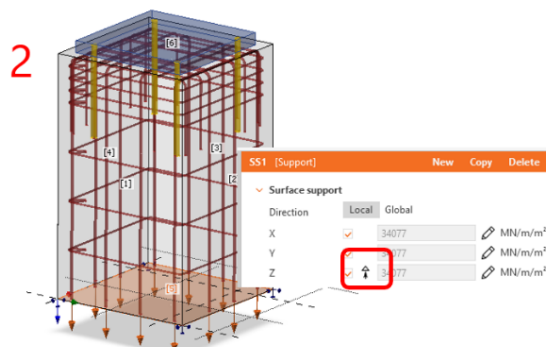 2
[6]
[4]
[3]
[1]
[2
[5]
SS1 [Support] New Copy Delete
Surface support
Direction Local Global
X 34077 MN/m/m²
Y 34077 MN/m/m²
Z 34077 MN/m/m²